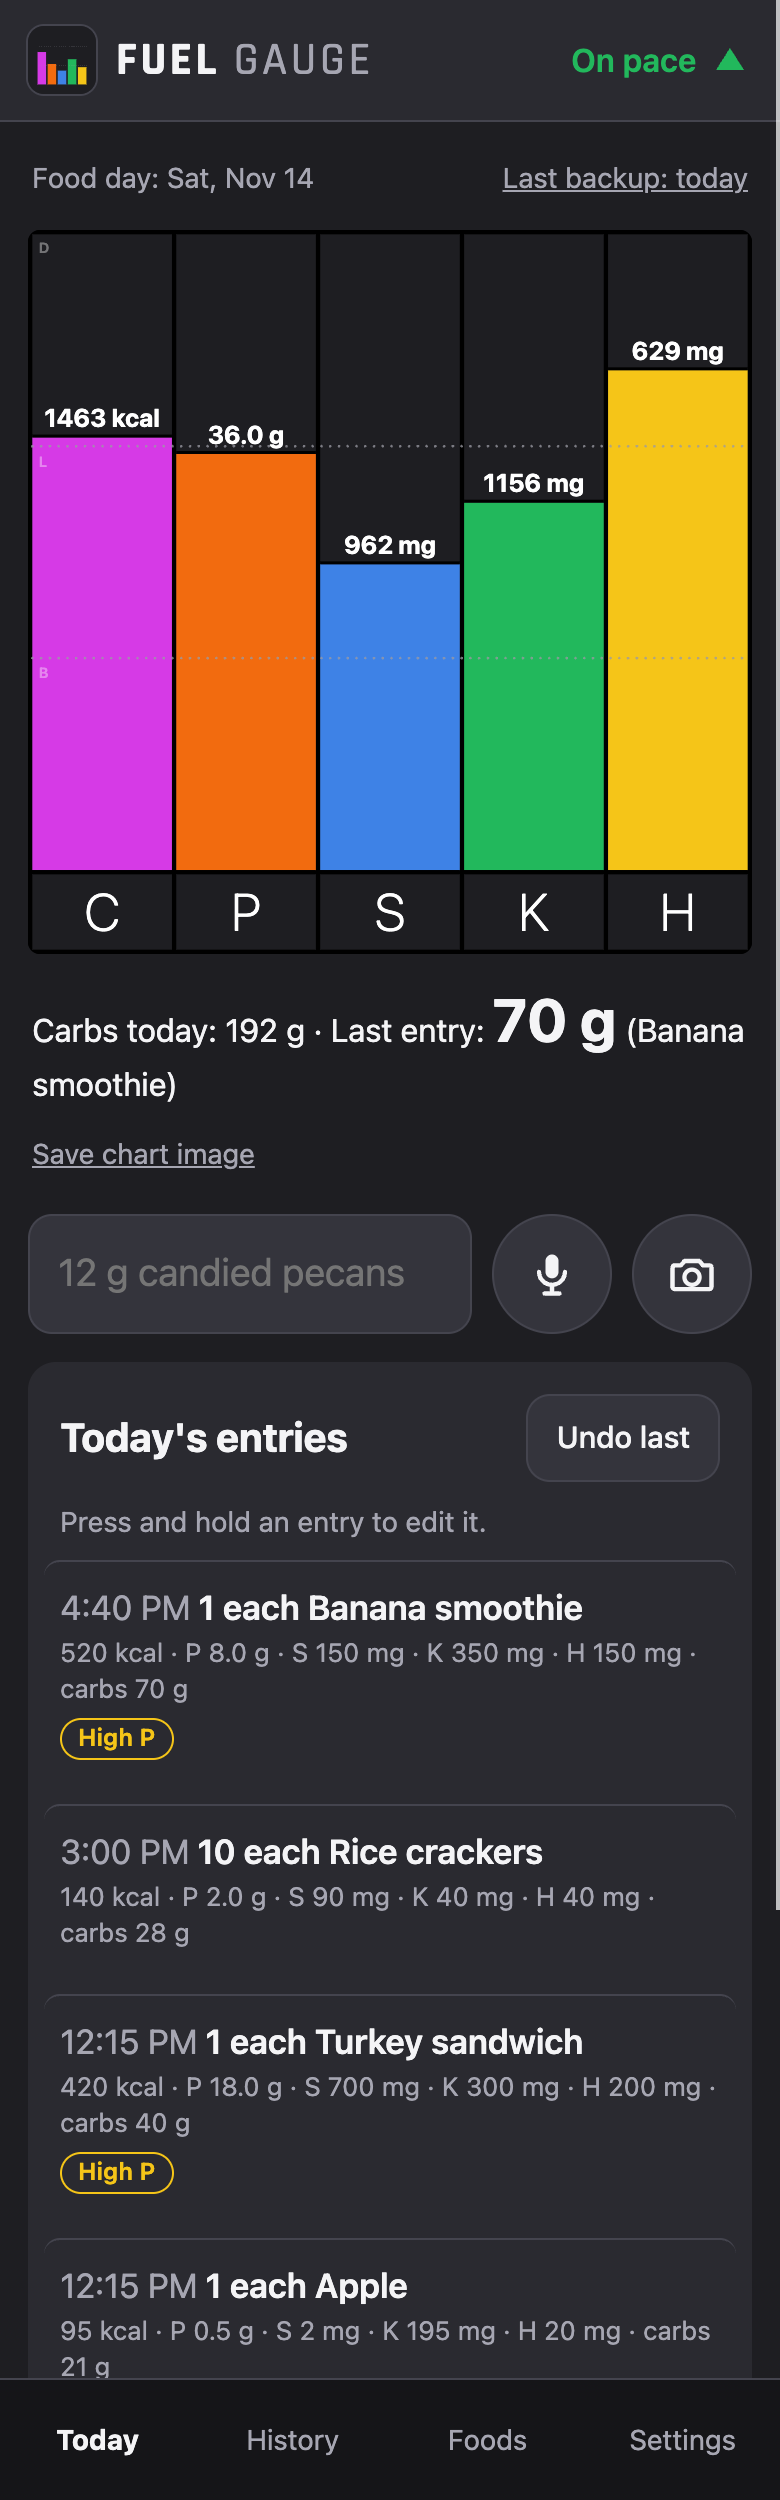 FUEL GAUGE
On pace ▲
Food day: Sat, Nov 14
Last backup: today
D
629 mg
1463 kcal
36.0 g
L
1156 mg
962 mg
B
C P S K H
Carbs today: 192 g · Last entry: 70 g (Banana
smoothie)
Save chart image
12 g candied pecans
Today's entries
Undo last
Press and hold an entry to edit it.
4:40 PM 1 each Banana smoothie
520 kcal · P 8.0 g · S 150 mg · K 350 mg · H 150 mg ·
carbs 70 g
High P
3:00 PM 10 each Rice crackers
140 kcal · P 2.0 g · S 90 mg · K 40 mg · H 40 mg ·
carbs 28 g
12:15 PM 1 each Turkey sandwich
420 kcal · P 18.0 g · S 700 mg · K 300 mg · H 200 mg ·
carbs 40 g
High P
12:15 PM 1 each Apple
95 kcal · P 0.5 g · S 2 mg · K 195 mg · H 20 mg · carbs
21 g
Today
History
Foods
Settings